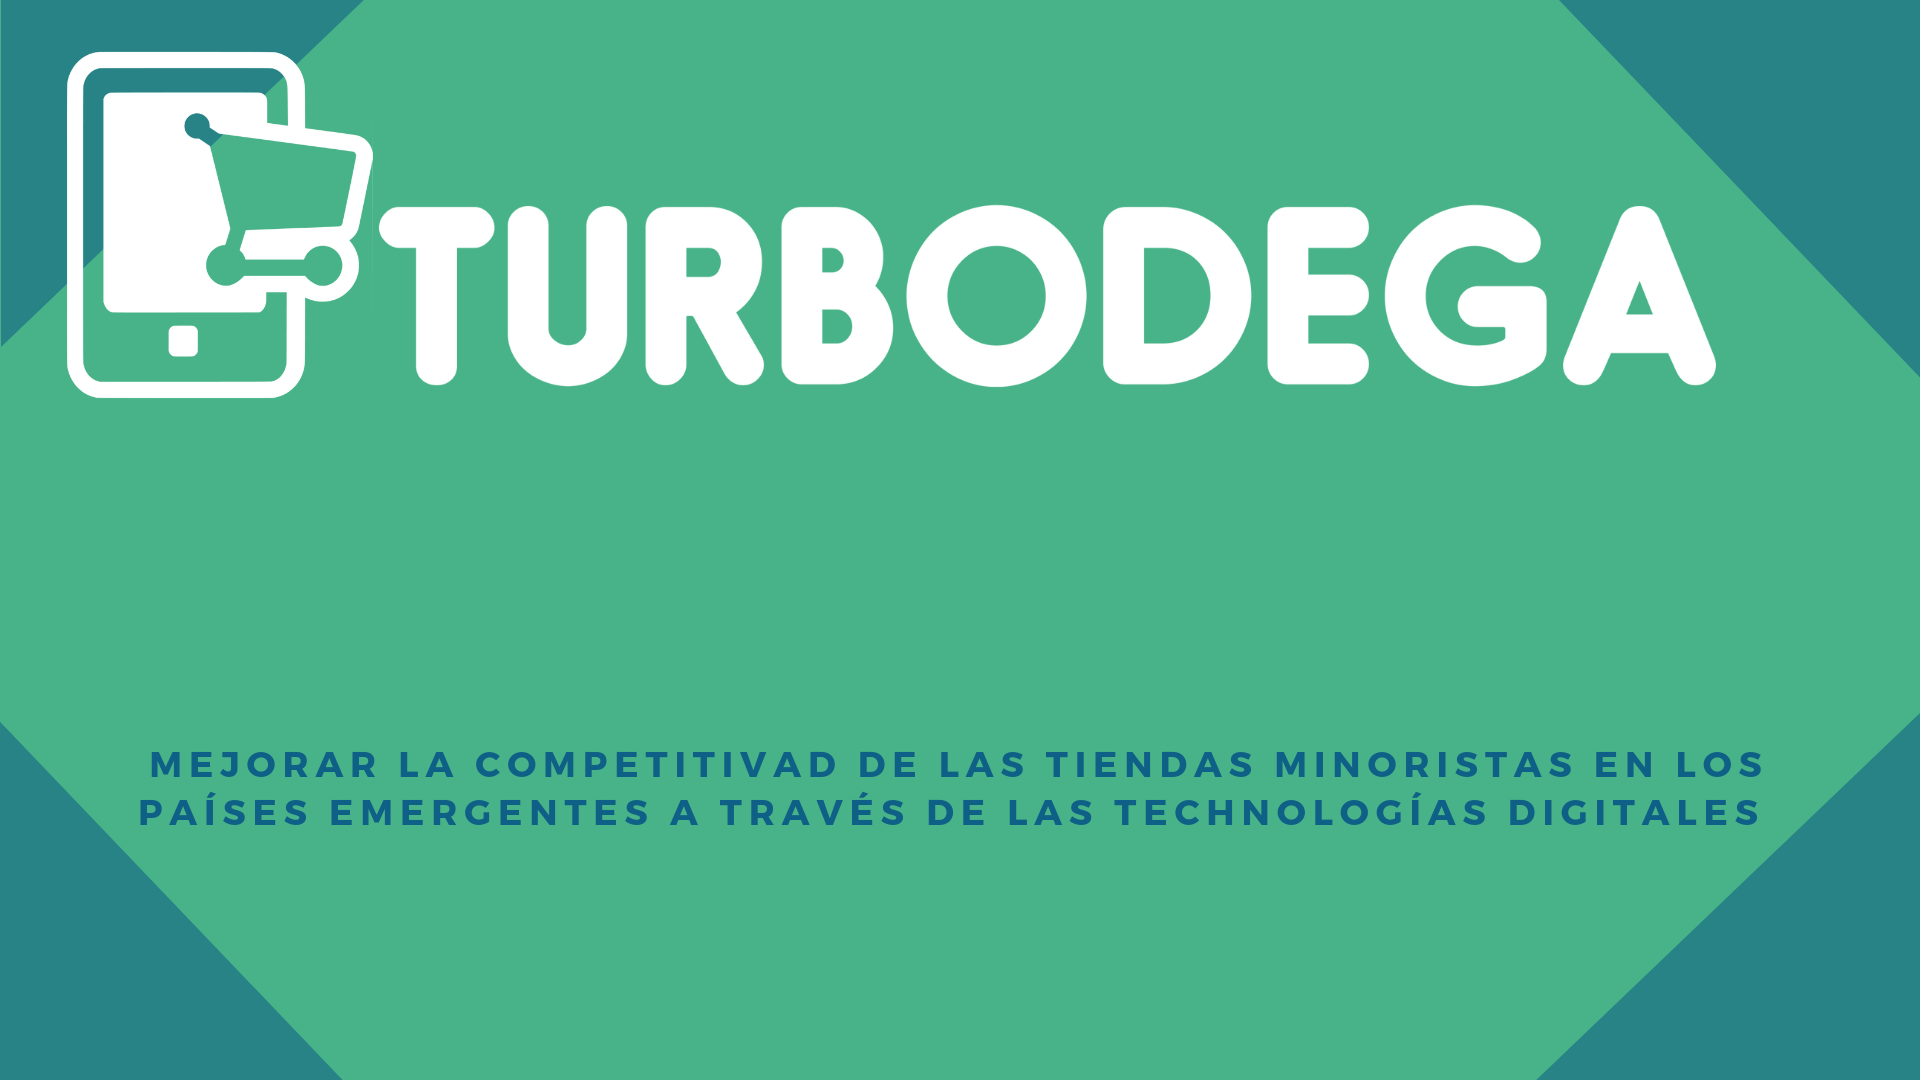 TURBODEGA
MEJORAR LA COMPETITIVAD DE LAS TIENDAS MINORISTAS EN LOS
PAÍSES EMERGENTES A TRAVÉS DE LAS TECHNOLOGÍAS DIGITALES